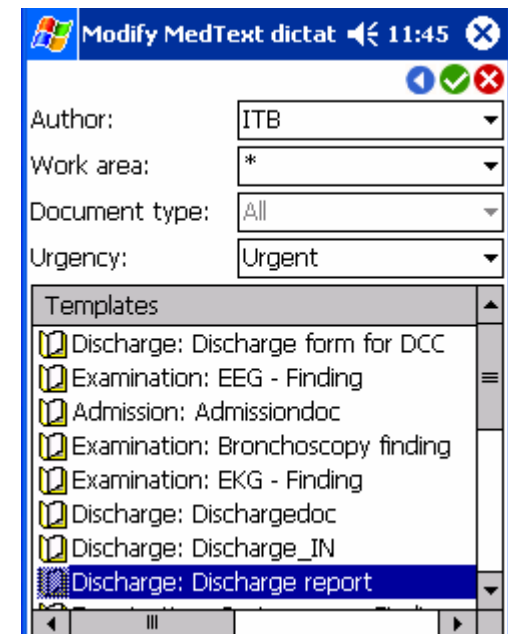 Modify MedText dictat 11:45
Author: ITB
Work area: *
Document type: All
Urgency: Urgent
Templates
Discharge: Discharge form for DCC
Examination: EEG - Finding
Admission: Admissiondoc
Examination: Bronchoscopy finding
Examination: EKG - Finding
Discharge: Dischargedoc
Discharge: Discharge_IN
Discharge: Discharge report